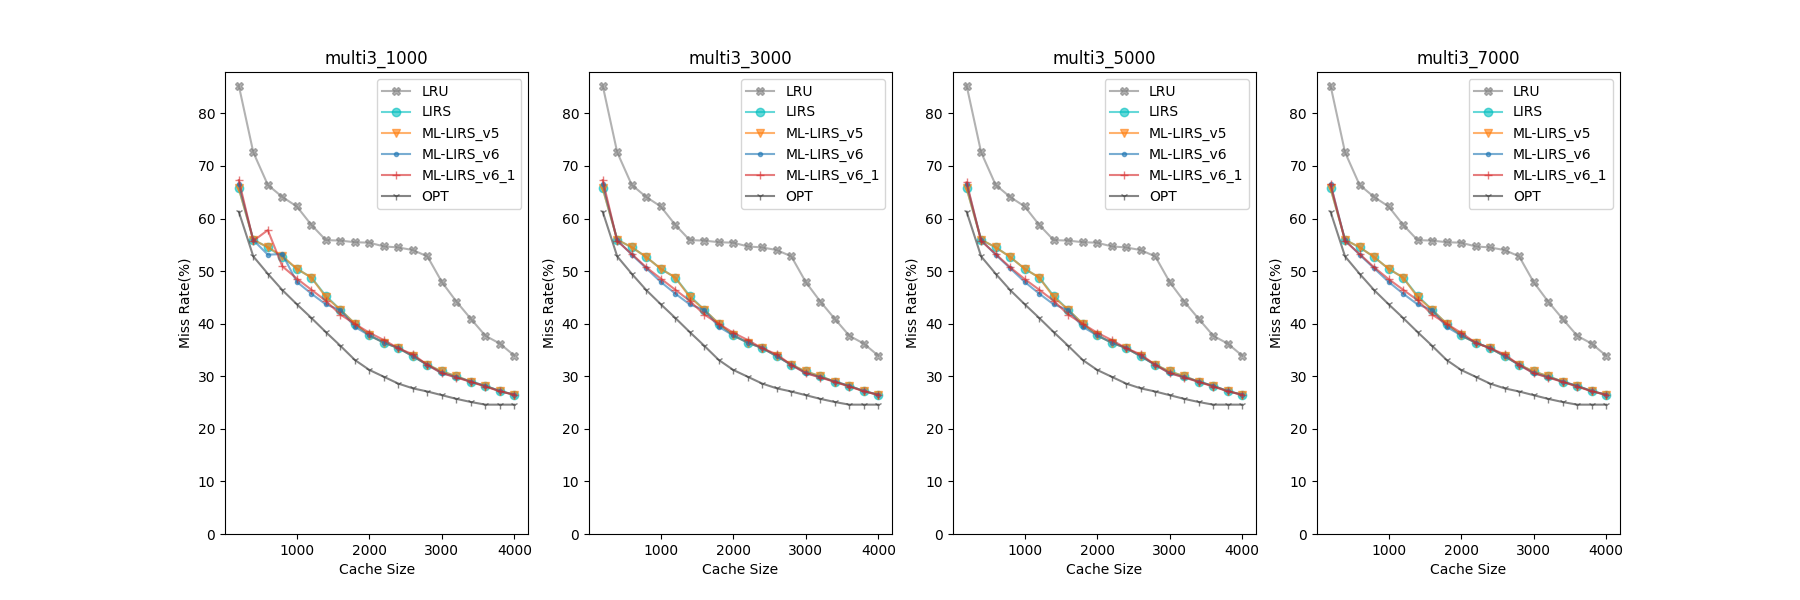 multi3_1000
Miss Rate(%)
80
70
60
50
40
30
20
10
0
1000 2000 3000 4000
Cache Size
LRU
LIRS
ML-LIRS_v5
ML-LIRS_v6
ML-LIRS_v6_1
OPT
multi3_3000
Miss Rate(%)
80
70
60
50
40
30
20
10
0
1000 2000 3000 4000
Cache Size
LRU
LIRS
ML-LIRS_v5
ML-LIRS_v6
ML-LIRS_v6_1
OPT
multi3_5000
Miss Rate(%)
80
70
60
50
40
30
20
10
0
1000 2000 3000 4000
Cache Size
LRU
LIRS
ML-LIRS_v5
ML-LIRS_v6
ML-LIRS_v6_1
OPT
multi3_7000
Miss Rate(%)
80
70
60
50
40
30
20
10
0
1000 2000 3000 4000
Cache Size
LRU
LIRS
ML-LIRS_v5
ML-LIRS_v6
ML-LIRS_v6_1
OPT